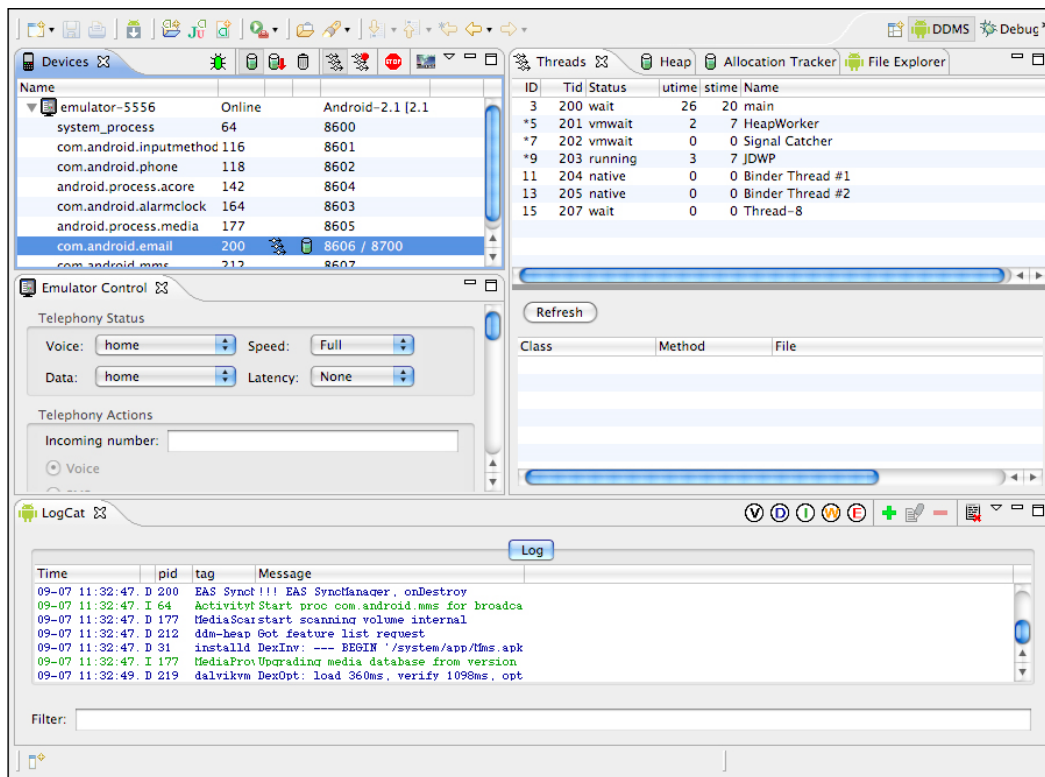 DDMS Debug
Devices
Name
emulator-5556 Online Android-2.1 [2.1
system_process 64 8600
com.android.inputmethod 116 8601
com.android.phone 118 8602
android.process.acore 142 8604
com.android.alarmclock 164 8603
android.process.media 177 8605
com.android.email 200 8606 / 8700
com.android.mms 212 8607
Threads Heap Allocation Tracker File Explorer
ID Tid Status utime stime Name
3 200 wait 26 20 main
*5 201 vmwait 2 7 HeapWorker
*7 202 vmwait 0 0 Signal Catcher
*9 203 running 3 7 JDWP
11 204 native 0 0 Binder Thread #1
13 205 native 0 0 Binder Thread #2
15 207 wait 0 0 Thread-8
Refresh
Class Method File
Emulator Control
Telephony Status
Voice: home Speed: Full
Data: home Latency: None
Telephony Actions
Incoming number:
Voice
LogCat
V D I W E
Log
Time pid tag Message
09-07 11:32:47. D 200 EAS Sync !!! EAS SyncManager, onDestroy
09-07 11:32:47. I 64 Activity Start proc com.android.mms for broadca
09-07 11:32:47. D 177 MediaScar start scanning volume internal
09-07 11:32:47. D 212 ddm-heap Got feature list request
09-07 11:32:47. D 31 installd DexInv: --- BEGIN '/system/app/Mms.apk
09-07 11:32:47. I 177 MediaPro Upgrading media database from version
09-07 11:32:49. D 219 dalvikvm DexOpt: load 360ms, verify 1098ms, opt
Filter: